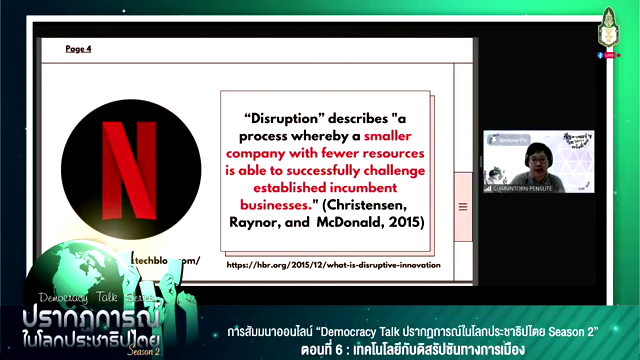 Page 4
“Disruption” describes "a
process whereby a smaller
company with fewer resources
is able to successfully challenge
established incumbent
businesses." (Christensen,
Raynor, and McDonald, 2015)
https://hbr.org/2015/12/what-is-disruptive-innovation
techblog.com/
LIVE
CHANINTORN PENSUTE
Democracy Talk Series
ปรากฏการณ์
ในโลกประชาธิปไตย
Season 2
การสัมมนาออนไลน์ “Democracy Talk ปรากฏการณ์ในโลกประชาธิปไตย Season 2”
ตอนที่ 6 : เทคโนโลยีกับดิสรัปชันทางการเมือง